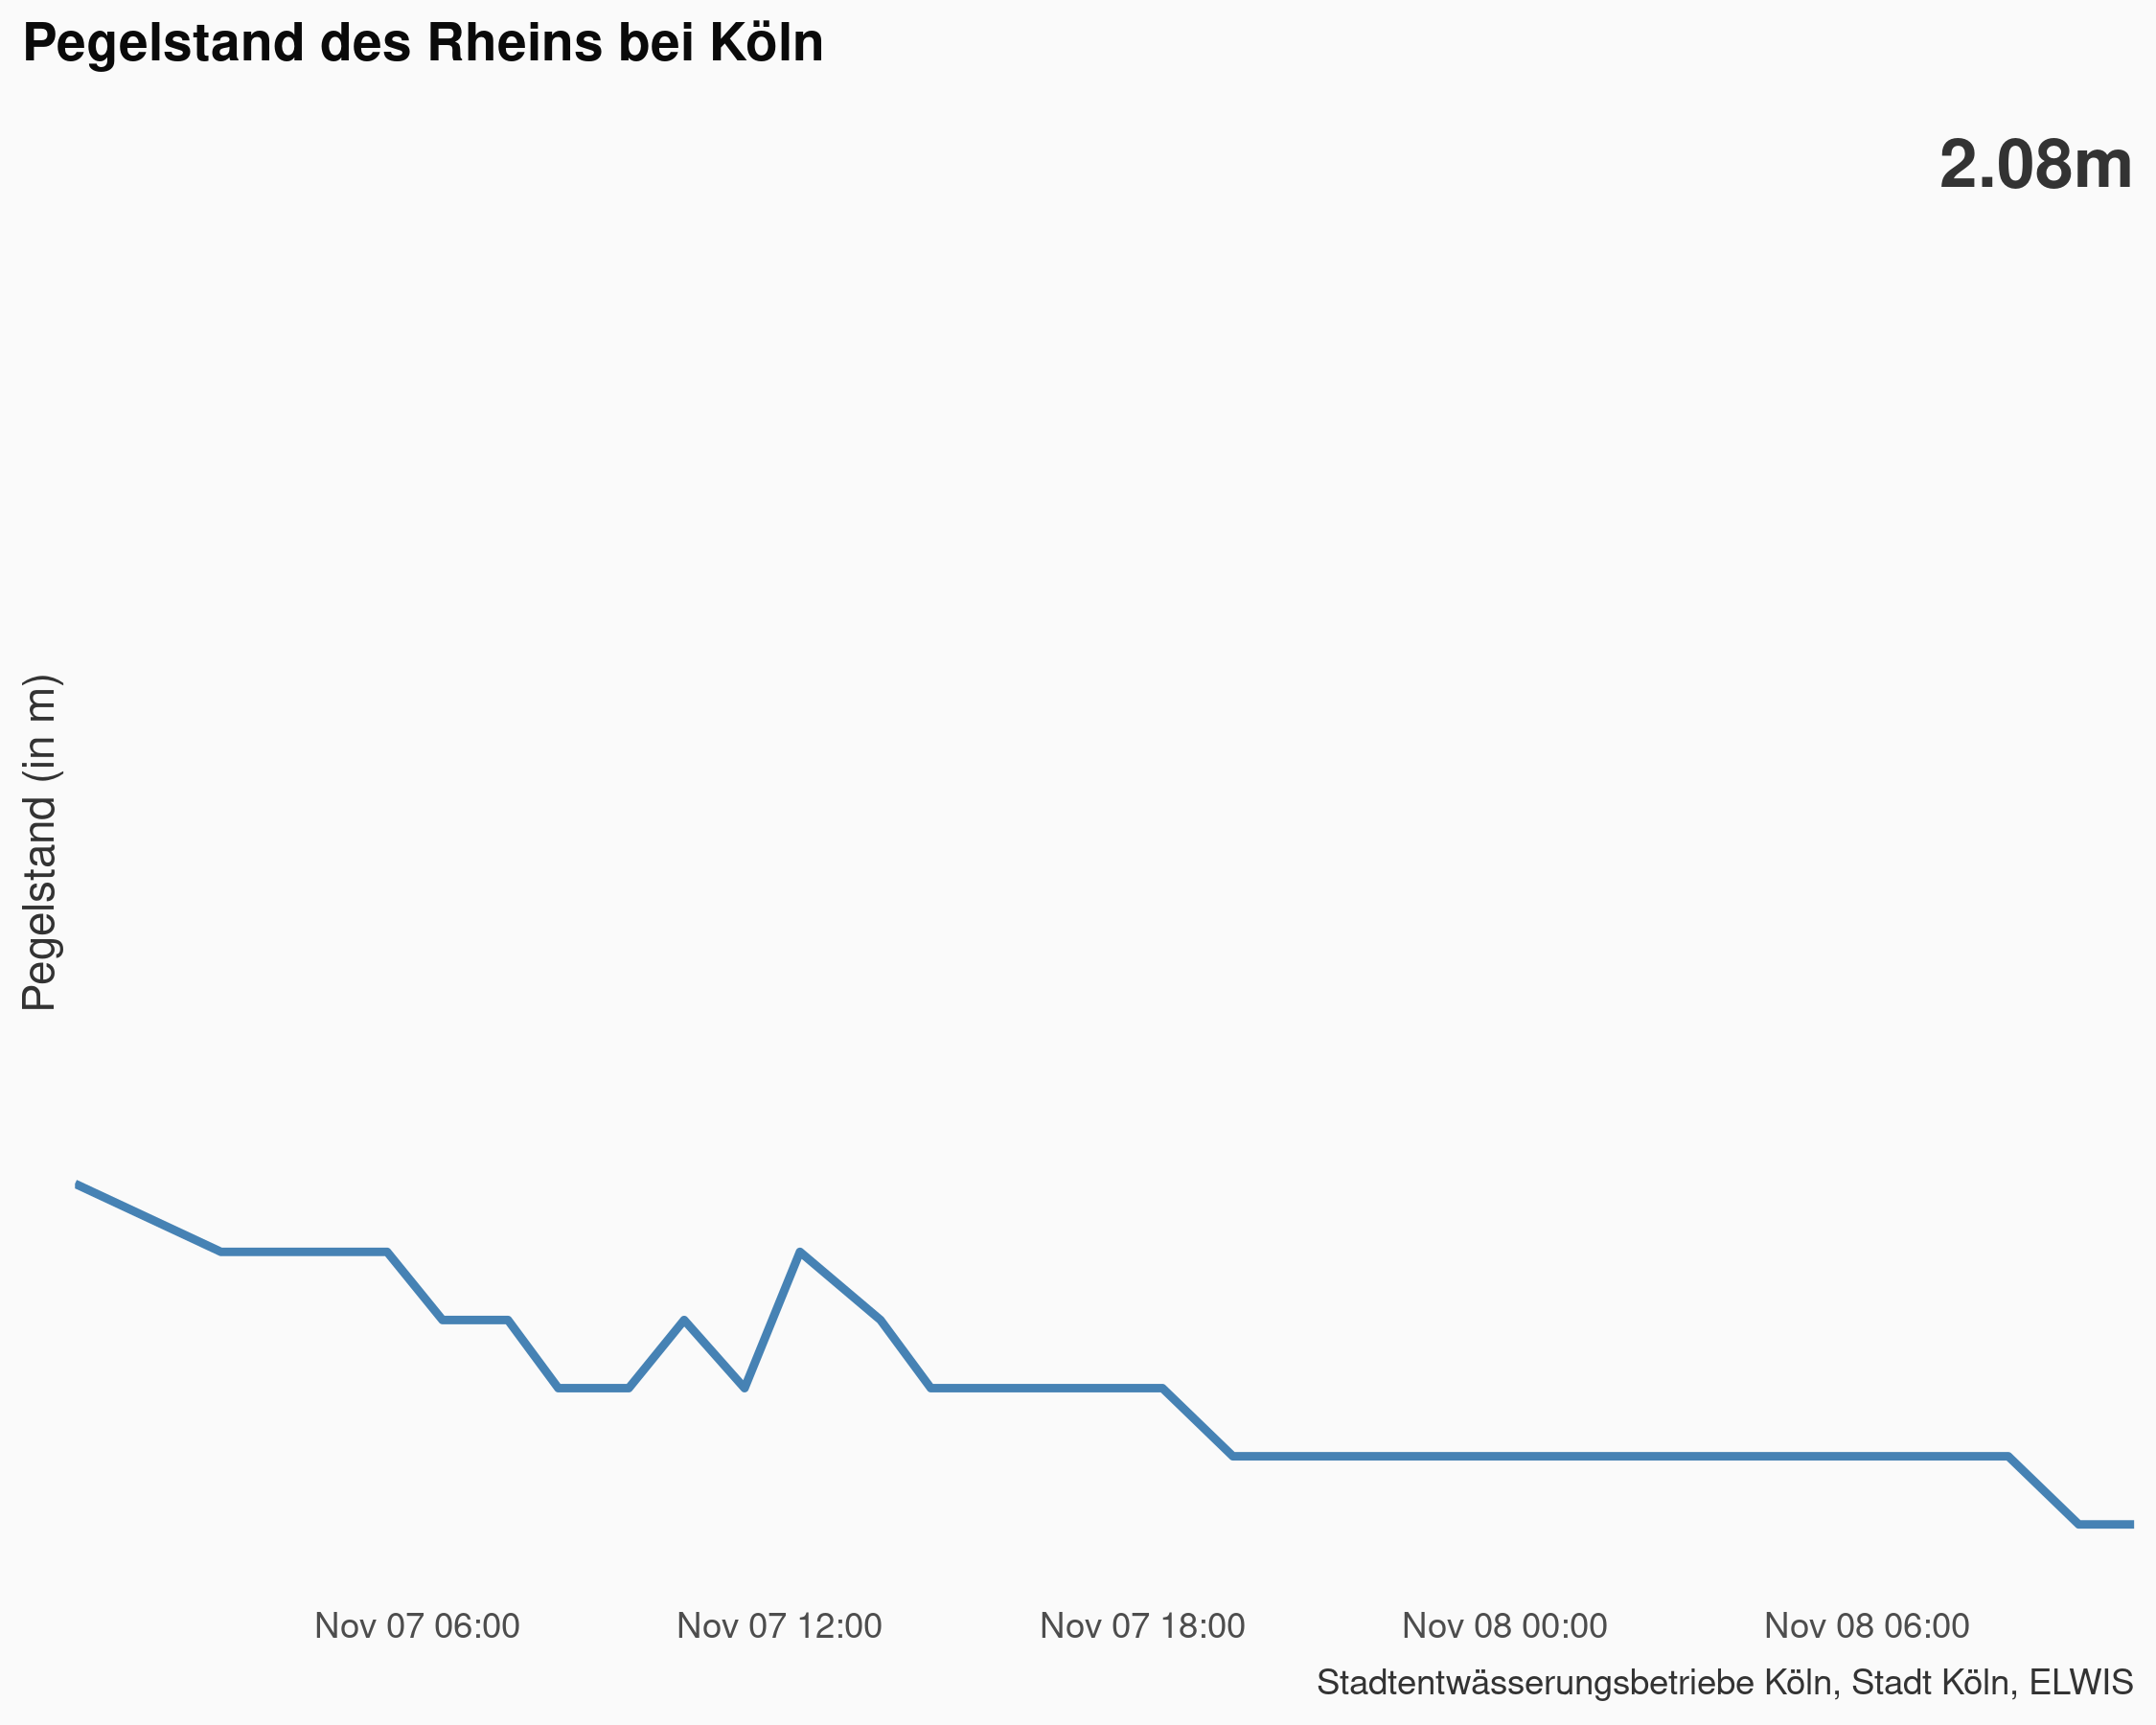 Pegelstand des Rheins bei Köln
2.08m
Pegelstand (in m)
Nov 07 06:00
Nov 07 12:00
Nov 07 18:00
Nov 08 00:00
Nov 08 06:00
Stadtentwässerungsbetriebe Köln, Stadt Köln, ELWIS